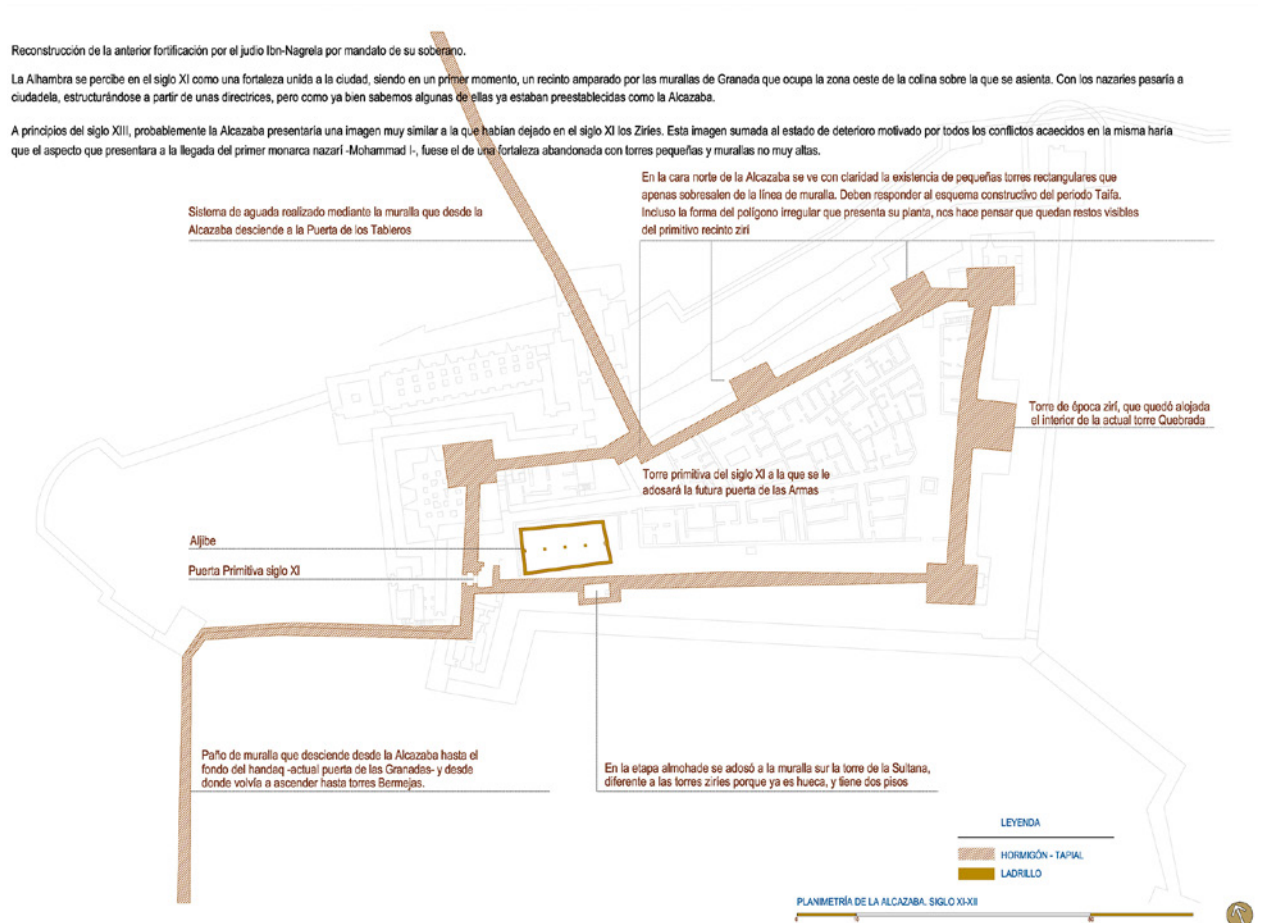 Reconstrucción de la anterior fortificación por el judio Ibn-Nagrela por mandato de su soberano.
La Alhambra se percibe en el siglo XI como una fortaleza unida a la ciudad, siendo en un primer momento, un recinto amparado por las murallas de Granada que ocupa la zona oeste de la colina sobre la que se asienta. Con los nazaries pasaría a
ciudadela, estructurándose a partir de unas directrices, pero como ya bien sabemos algunas de ellas ya estaban preestablecidas como la Alcazaba.
A principios del siglo XIII, probablemente la Alcazaba presentaría una imagen muy similar a la que habían dejado en el siglo XI los Ziríes. Esta imagen sumada al estado de deterioro motivado por todos los conflictos acaecidos en la misma haría
que el aspecto que presentara a la llegada del primer monarca nazarí -Mohammad I-, fuese el de una fortaleza abandonada con torres pequeñas y murallas no muy altas.
En la cara norte de la Alcazaba se ve con claridad la existencia de pequeñas torres rectangulares que
apenas sobresalen de la línea de muralla. Deben responder al esquema constructivo del periodo Taifa.
Incluso la forma del polígono irregular que presenta su planta, nos hace pensar que quedan restos visibles
del primitivo recinto zirí
Sistema de aguada realizado mediante la muralla que desde la
Alcazaba desciende a la Puerta de los Tableros
Torre de época zirí, que quedó alojada
el interior de la actual torre Quebrada
Torre primitiva del siglo XI a la que se le
adosará la futura puerta de las Armas
Aljibe
Puerta Primitiva siglo XI
Paño de muralla que desciende desde la Alcazaba hasta el
fondo del handaq -actual puerta de las Granadas- y desde
donde volvía a ascender hasta torres Bermejas.
En la etapa almohade se adosó a la muralla sur la torre de la Sultana,
diferente a las torres ziríes porque ya es hueca, y tiene dos pisos
LEYENDA
HORMIGÓN - TAPIAL
LADRILLO
PLANIMETRÍA DE LA ALCAZABA. SIGLO XI-XII